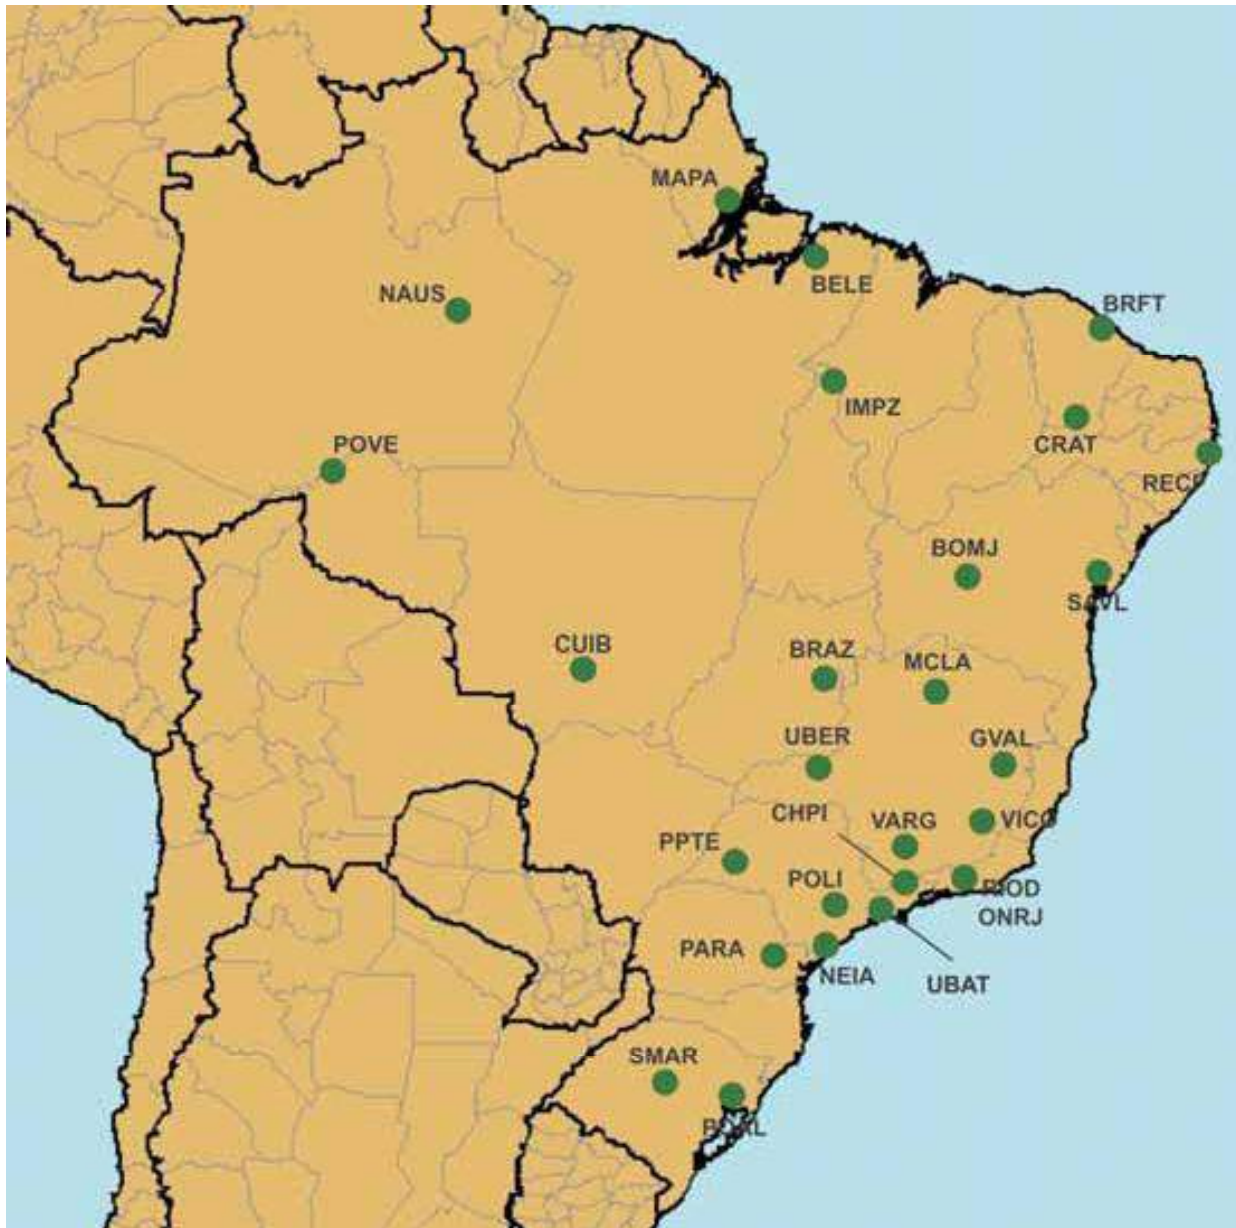 MAPA
BELE
NAUS
BRFT
IMPZ
POVE
CRAT
RECF
BOMJ
SAVL
CUIB
BRAZ
MCLA
UBER
GVAL
CHPI
VARG
VICO
PPTE
POLI
RIOD
ONRJ
PARA
NEIA
UBAT
SMAR
POAL